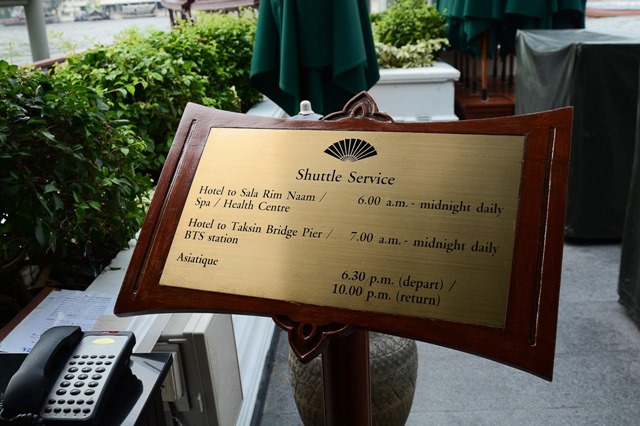 Shuttle Service
Hotel to Sala Rim Naam / 6.00 a.m. - midnight daily
Spa / Health Centre
Hotel to Taksin Bridge Pier / 7.00 a.m. - midnight daily
BTS station
Asiatique 6.30 p.m. (depart) /
10.00 p.m. (return)